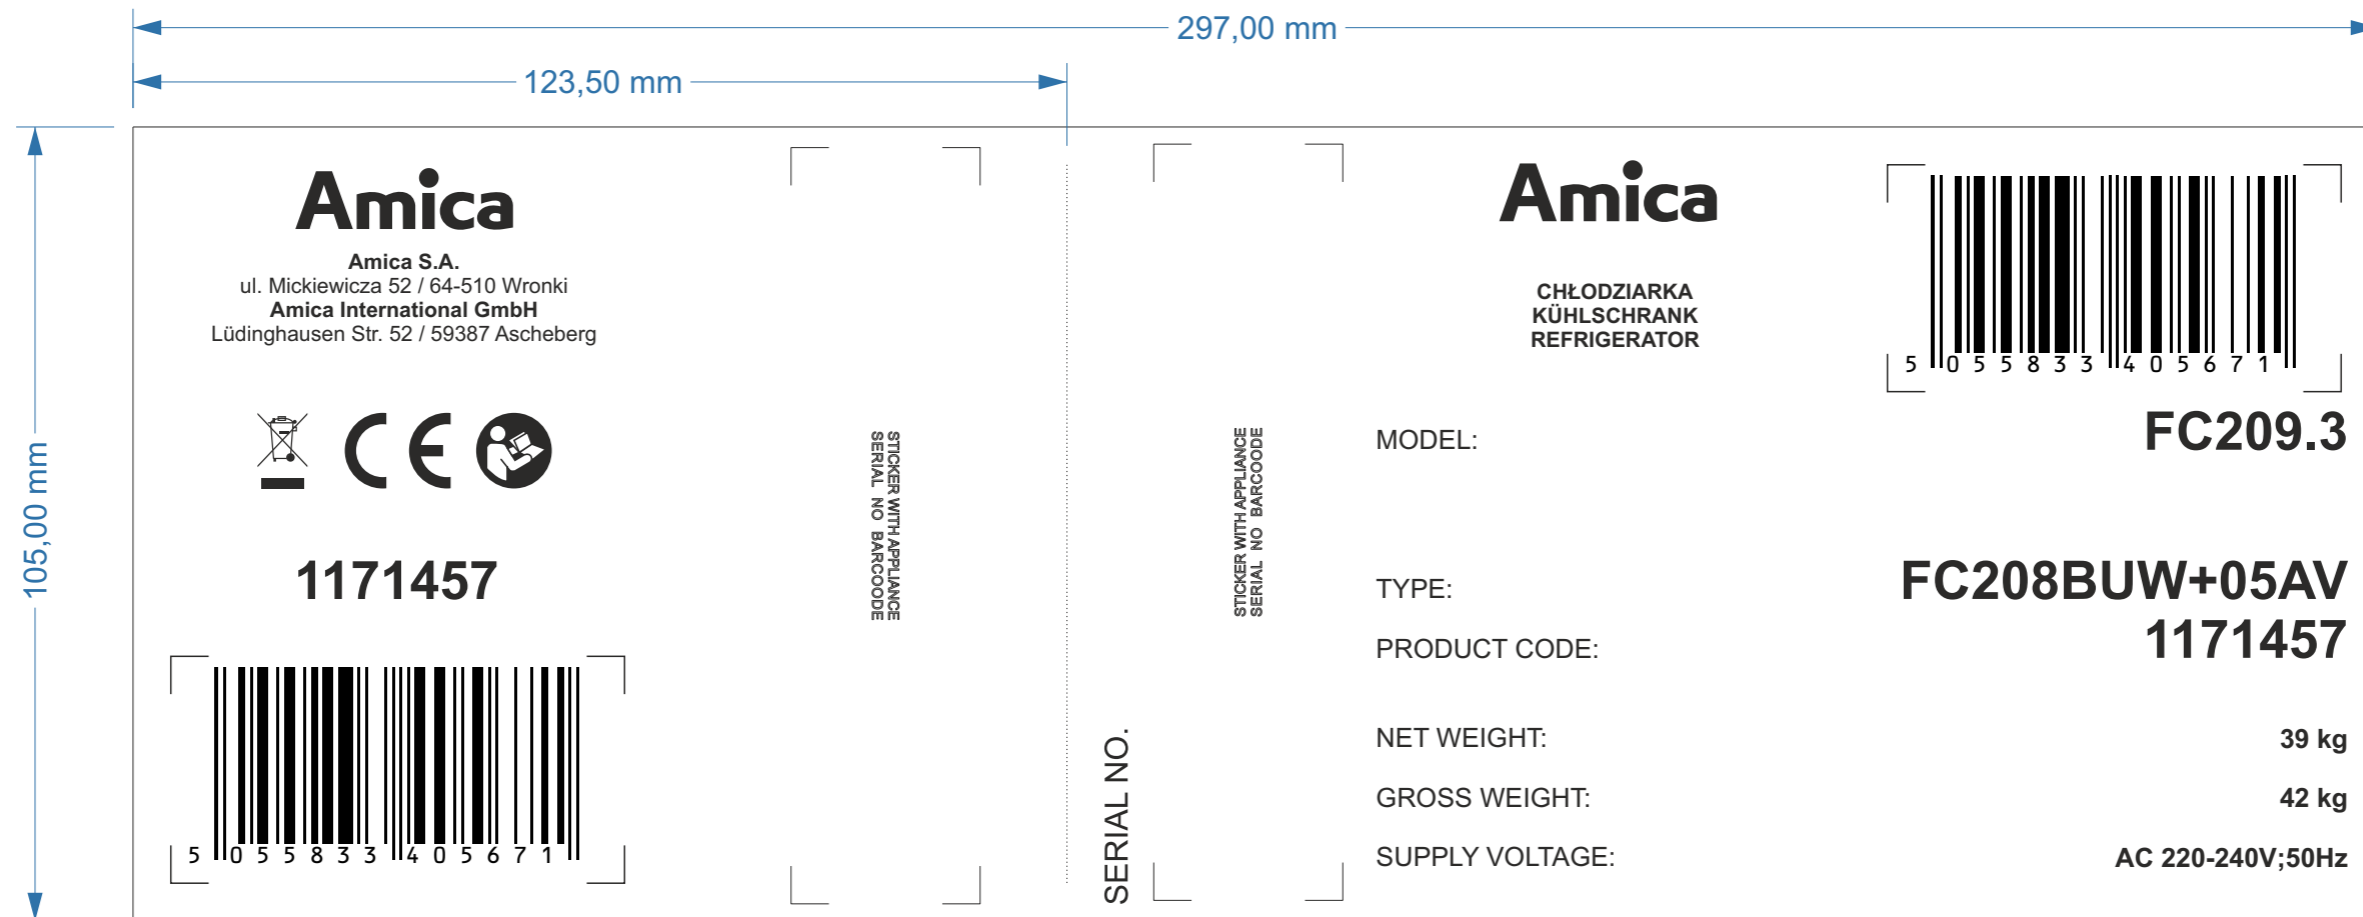 297,00 mm
123,50 mm
105,00 mm
Amica
Amica S.A.
ul. Mickiewicza 52 / 64-510 Wronki
Amica International GmbH
Lüdinghausen Str. 52 / 59387 Ascheberg
CE
1171457
5 055833 405671
STICKER WITH APPLIANCE
SERIAL NO BARCOODE
SERIAL NO.
STICKER WITH APPLIANCE
SERIAL NO BARCOODE
Amica
CHŁODZIARKA
KÜHLSCHRANK
REFRIGERATOR
5 055833 405671
MODEL: FC209.3
TYPE: FC208BUW+05AV
PRODUCT CODE: 1171457
NET WEIGHT: 39 kg
GROSS WEIGHT: 42 kg
SUPPLY VOLTAGE: AC 220-240V;50Hz